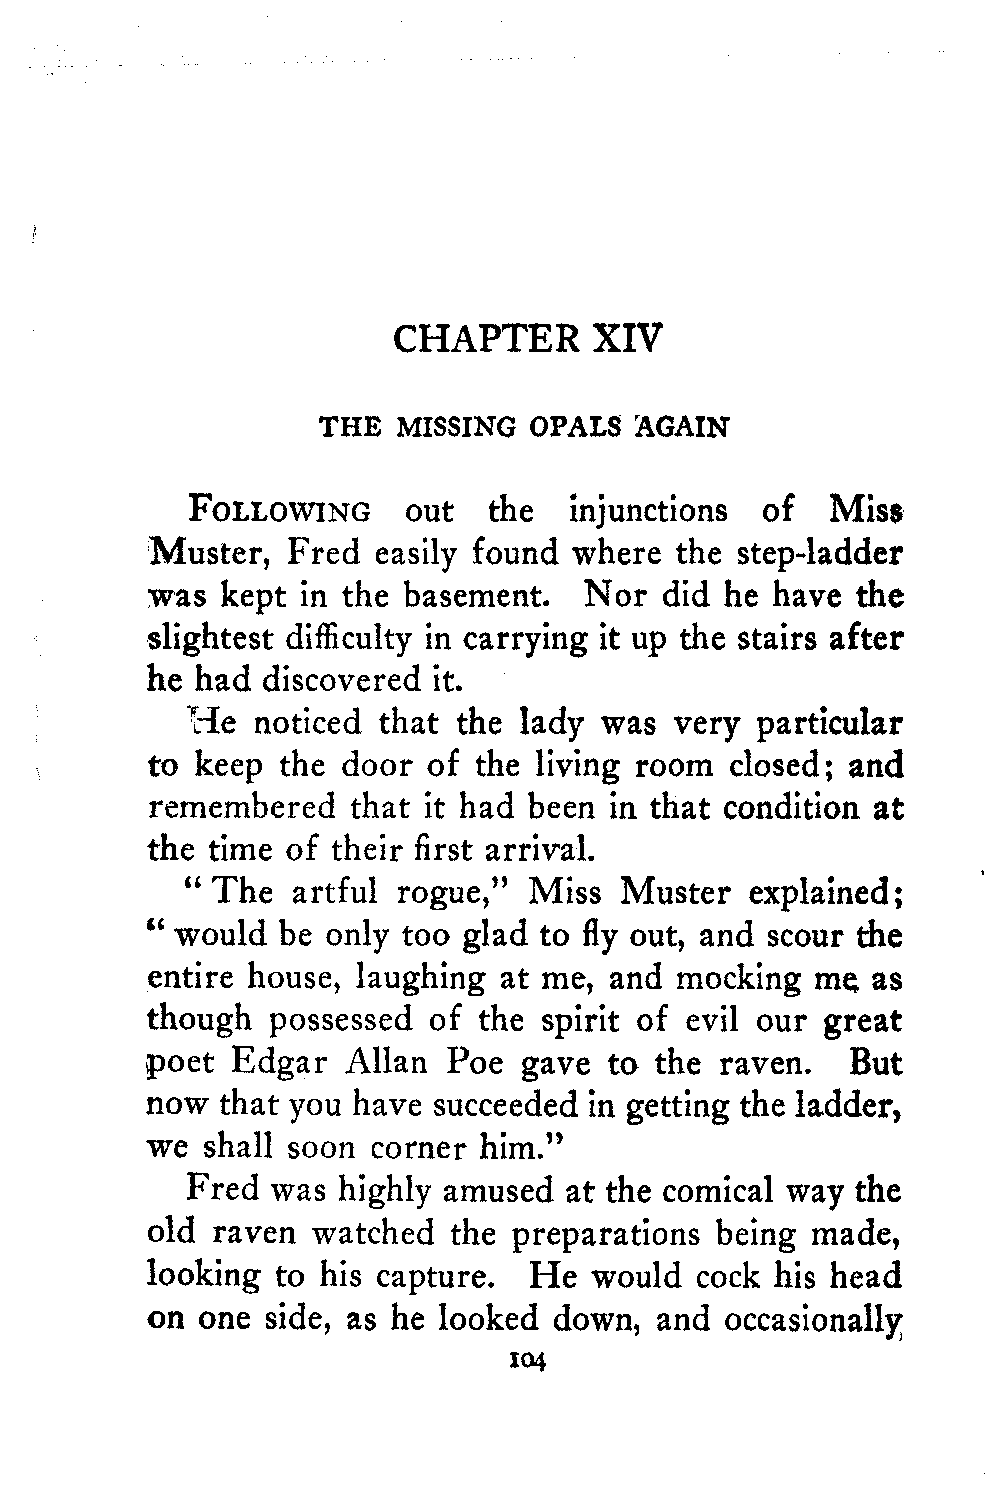 CHAPTER XIV
THE MISSING OPALS AGAIN
FOLLOWING out the injunctions of Miss
Muster, Fred easily found where the step-ladder
was kept in the basement. Nor did he have the
slightest difficulty in carrying it up the stairs after
he had discovered it.
He noticed that the lady was very particular
to keep the door of the living room closed; and
remembered that it had been in that condition at
the time of their first arrival.
“ The artful rogue,” Miss Muster explained;
“ would be only too glad to fly out, and scour the
entire house, laughing at me, and mocking me as
though possessed of the spirit of evil our great
poet Edgar Allan Poe gave to the raven. But
now that you have succeeded in getting the ladder,
we shall soon corner him.”
Fred was highly amused at the comical way the
old raven watched the preparations being made,
looking to his capture. He would cock his head
on one side, as he looked down, and occasionally
104